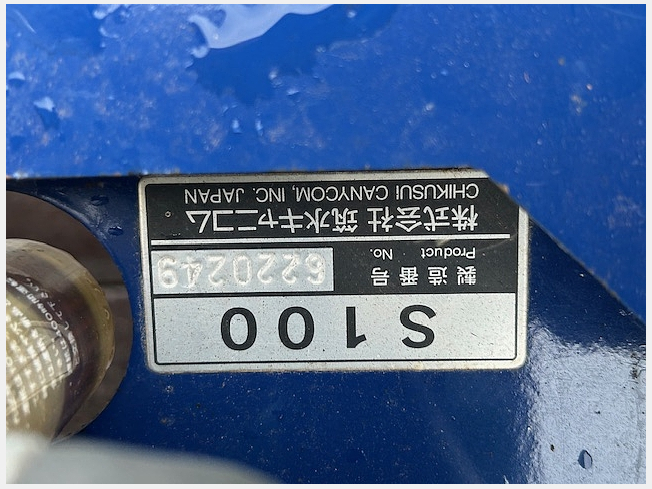 S100
製造番号
Product No. 6220249
株式会社 筑水キャニコム
CHIKUSUI CANYCOM, INC. JAPAN